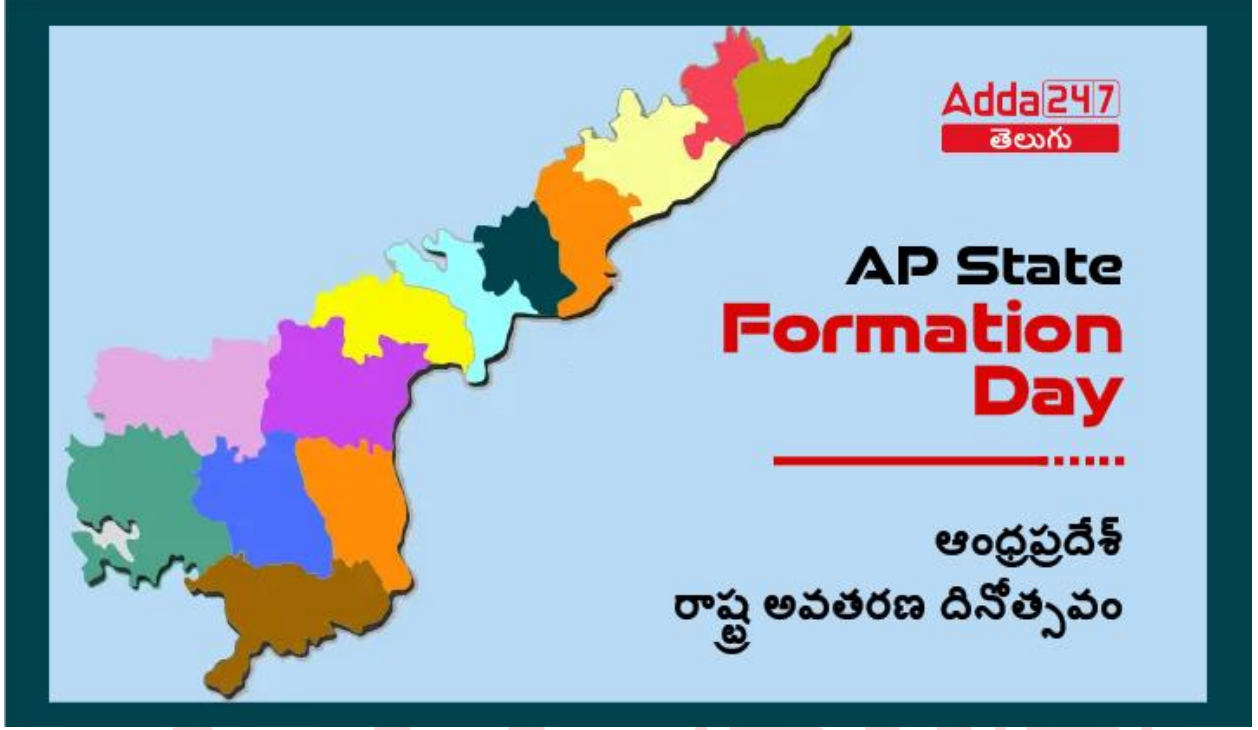 Adda247
తెలుగు
AP State
Formation
Day
ఆంధ్రప్రదేశ్
రాష్ట్ర అవతరణ దినోత్సవం